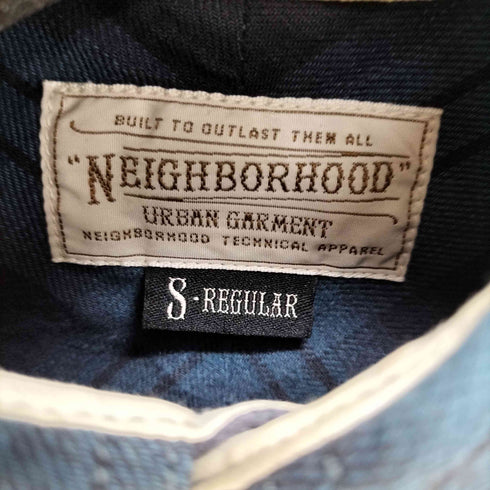 BUILT TO OUTLAST THEM ALL
"NEIGHBORHOOD"
URBAN GARMENT
NEIGHBORHOOD TECHNICAL APPAREL
S-REGULAR